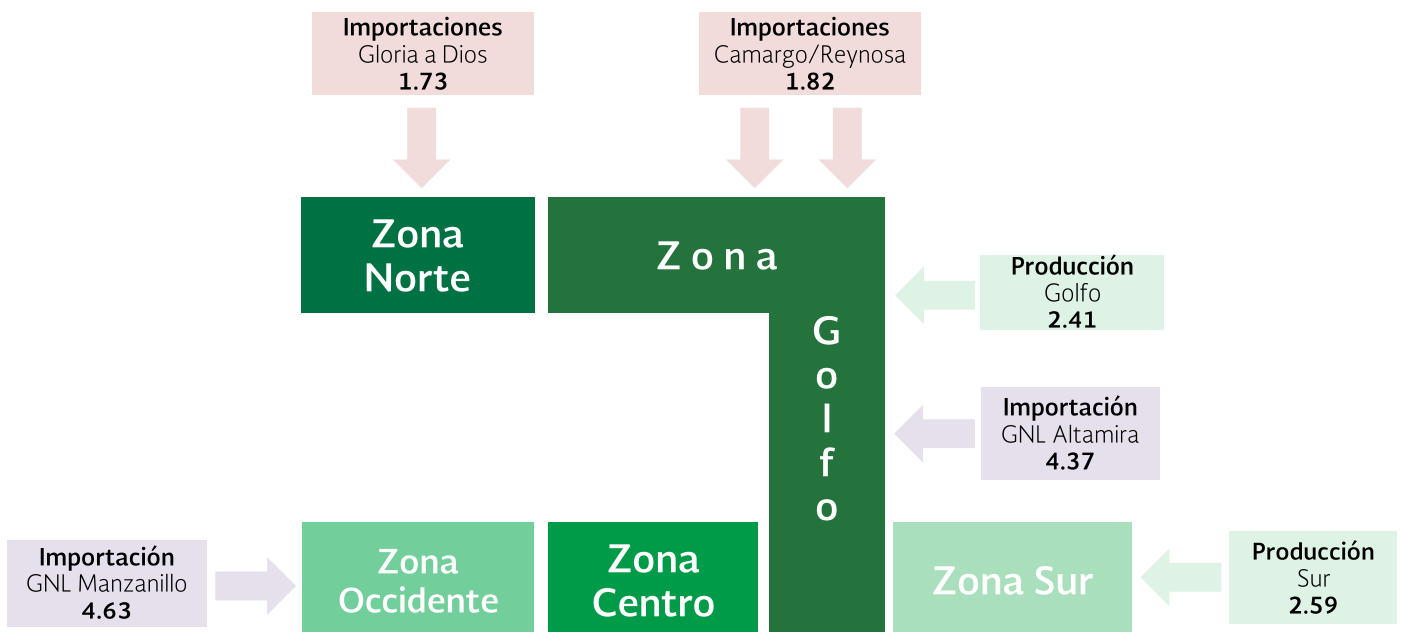 Importaciones
Gloria a Dios
1.73
Importaciones
Camargo/Reynosa
1.82
Zona
Norte
Zona
Golfo
Producción
Golfo
2.41
Importación
GNL Altamira
4.37
Importación
GNL Manzanillo
4.63
Zona
Occidente
Zona
Centro
Zona Sur
Producción
Sur
2.59